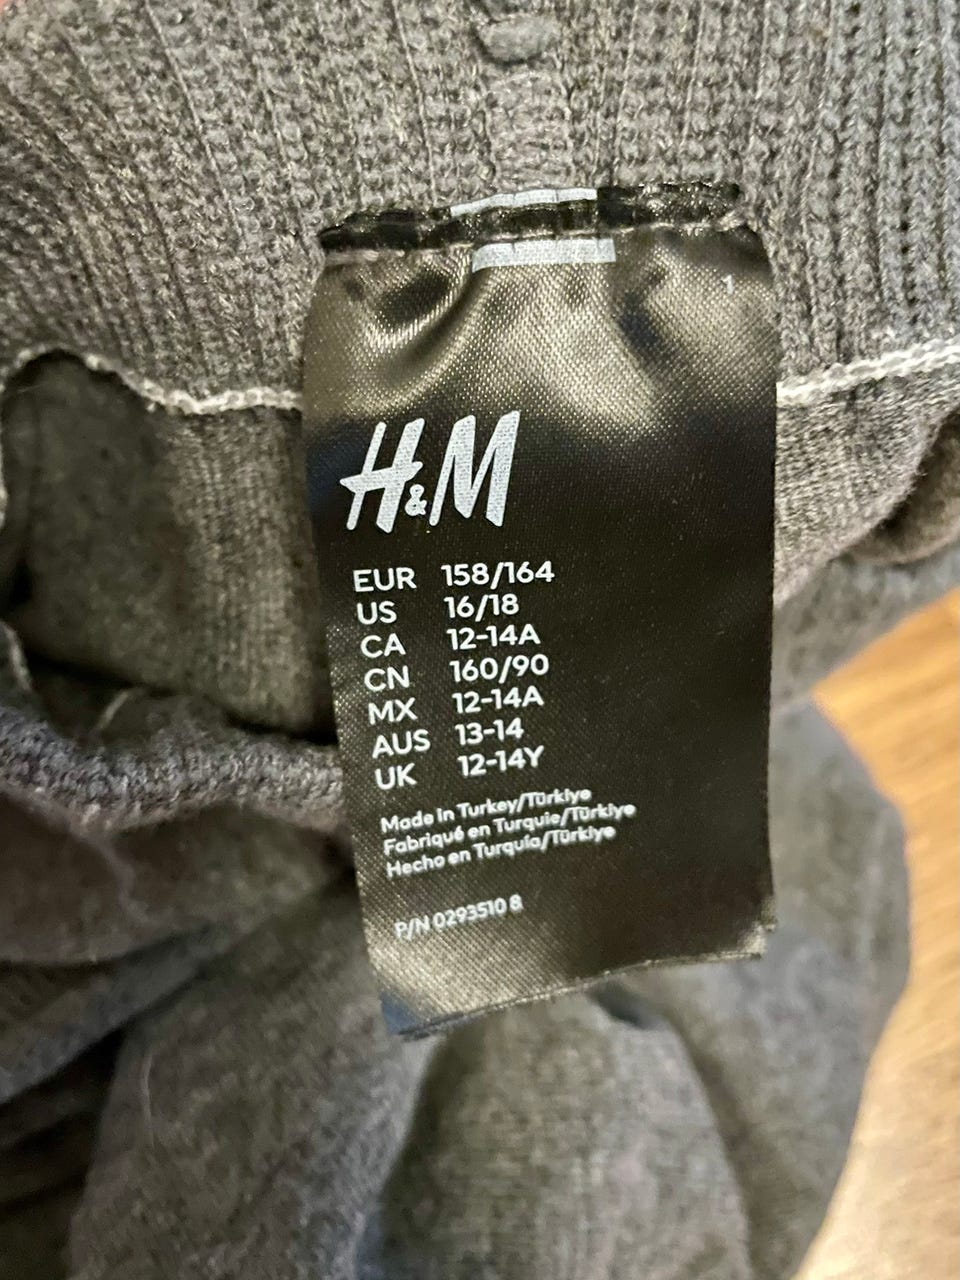 1
H&M
EUR 158/164
US 16/18
CA 12-14A
CN 160/90
MX 12-14A
AUS 13-14
UK 12-14Y
Made in Turkey/Türkiye
Fabriqué en Turquie/Türkiye
Hecho en Turquía/Türkiye
P/N 0293510 8